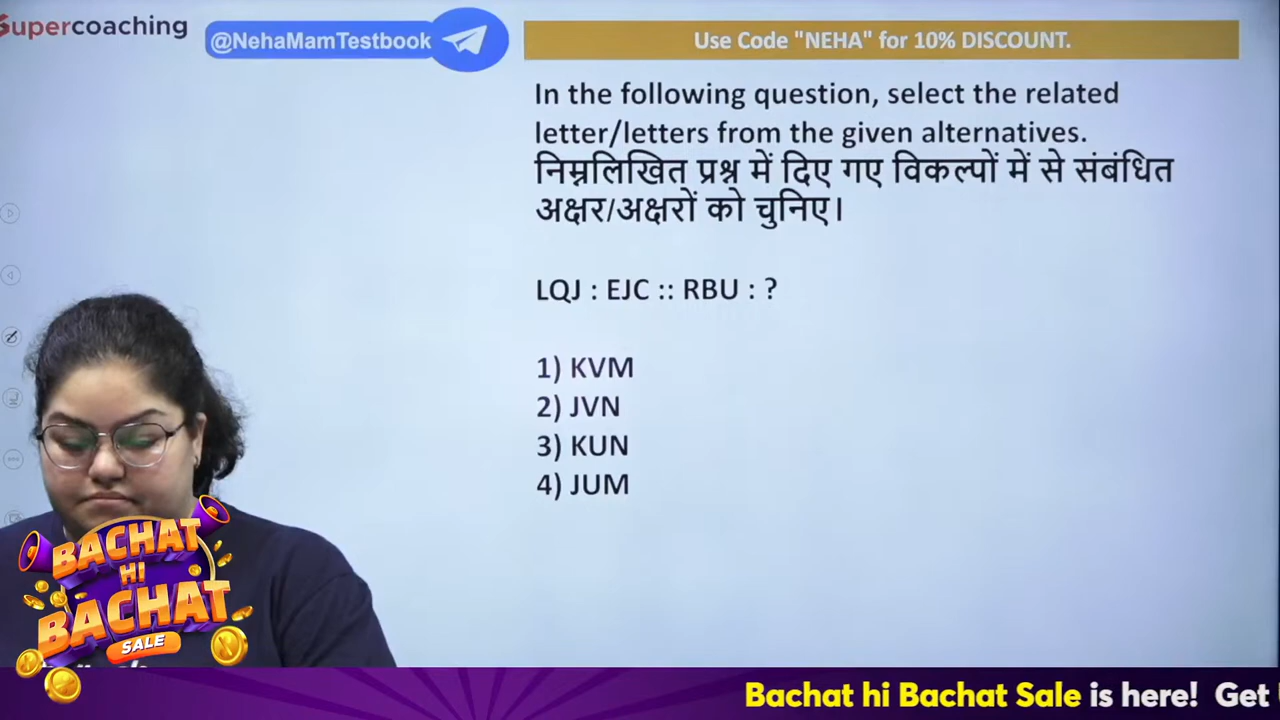 Supercoaching
@NehaMamTestbook
Use Code "NEHA" for 10% DISCOUNT.
In the following question, select the related
letter/letters from the given alternatives.
निम्नलिखित प्रश्न में दिए गए विकल्पों में से संबंधित
अक्षर/अक्षरों को चुनिए।
LQJ : EJC :: RBU : ?
1) KVM
2) JVN
3) KUN
4) JUM
BACHAT
HI
BACHAT
SALE
Bachat hi Bachat Sale is here! Get